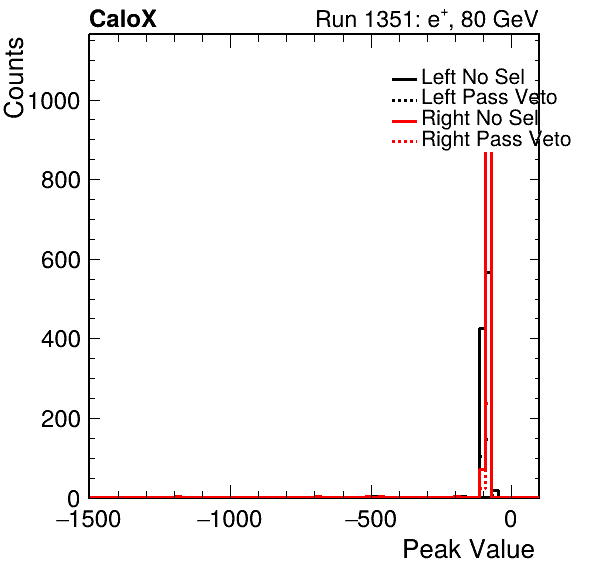 CaloX Run 1351: e+, 80 GeV
Counts
Left No Sel
Left Pass Veto
Right No Sel
Right Pass Veto
1000
800
600
400
200
0
−1500 −1000 −500 0
Peak Value